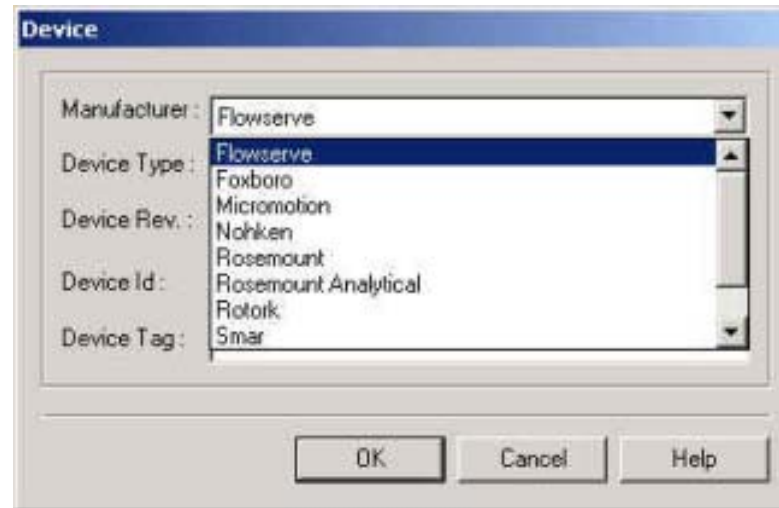 Device
Manufacturer : Flowserve
Device Type : Flowserve
Foxboro
Micromotion
Device Rev. : Nohken
Rosemount
Device Id : Rosemount Analytical
Rotork
Device Tag : Smar
OK Cancel Help